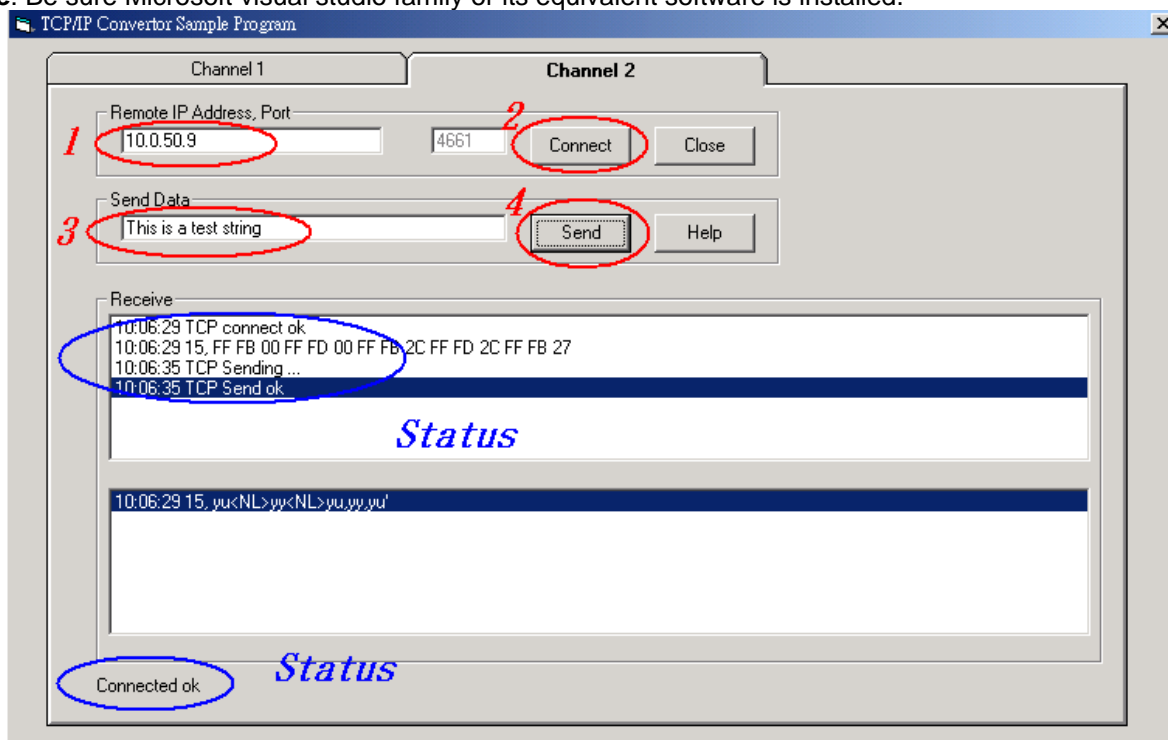 . Be sure Microsoft visual studio family or its equivalent software is installed.
TCP/IP Convertor Sample Program
Channel 1 Channel 2
Remote IP Address, Port
1 10.0.50.9 4661 2 Connect Close
Send Data
3 This is a test string 4 Send Help
Receive
10:06:29 TCP connect ok
10:06:29 15, FF FB 00 FF FD 00 FF FB 2C FF FD 2C FF FB 27
10:06:35 TCP Sending ...
10:06:35 TCP Send ok
Status
10:06:29 15, yu<NL>yy<NL>yu,yy,yu'
Status
Connected ok